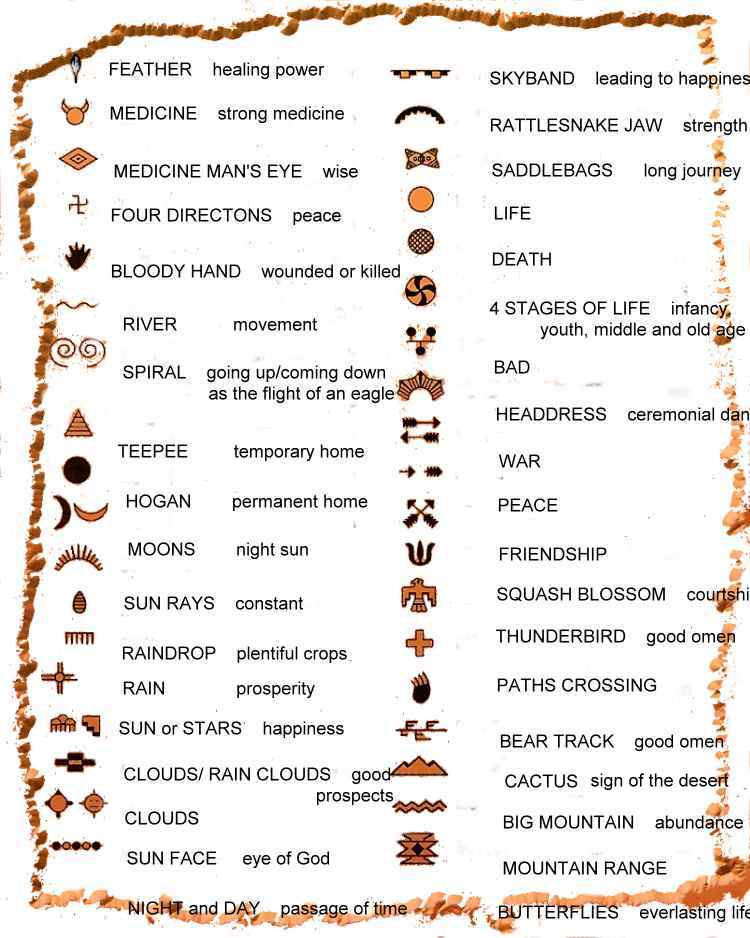 FEATHER healing power
MEDICINE strong medicine
MEDICINE MAN'S EYE wise
FOUR DIRECTONS peace
BLOODY HAND wounded or killed
RIVER movement
SPIRAL going up/coming down
as the flight of an eagle
TEEPEE temporary home
HOGAN permanent home
MOONS night sun
SUN RAYS constant
RAINDROP plentiful crops
RAIN prosperity
SUN or STARS happiness
CLOUDS/ RAIN CLOUDS good
prospects
CLOUDS
SUN FACE eye of God
NIGHT and DAY passage of time
SKYBAND leading to happines
RATTLESNAKE JAW strength
SADDLEBAGS long journey
LIFE
DEATH
4 STAGES OF LIFE infancy,
youth, middle and old age
BAD
HEADDRESS ceremonial dan
WAR
PEACE
FRIENDSHIP
SQUASH BLOSSOM courtshi
THUNDERBIRD good omen
PATHS CROSSING
BEAR TRACK good omen
CACTUS sign of the desert
BIG MOUNTAIN abundance
MOUNTAIN RANGE
BUTTERFLIES everlasting life